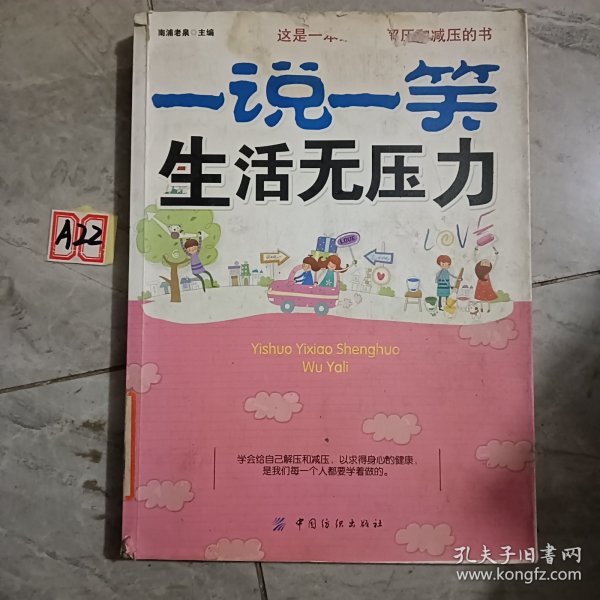 南浦老泉 主编
这是一本 解压和减压的书
一说一笑
生活无压力
A22
LOVE
LOVE
Yishuo Yixiao Shenghuo
Wu Yali
学会给自己解压和减压，以求得身心的健康，
是我们每一个人都要学着做的。
中国纺织出版社
孔夫子旧书网
www.kongfz.com